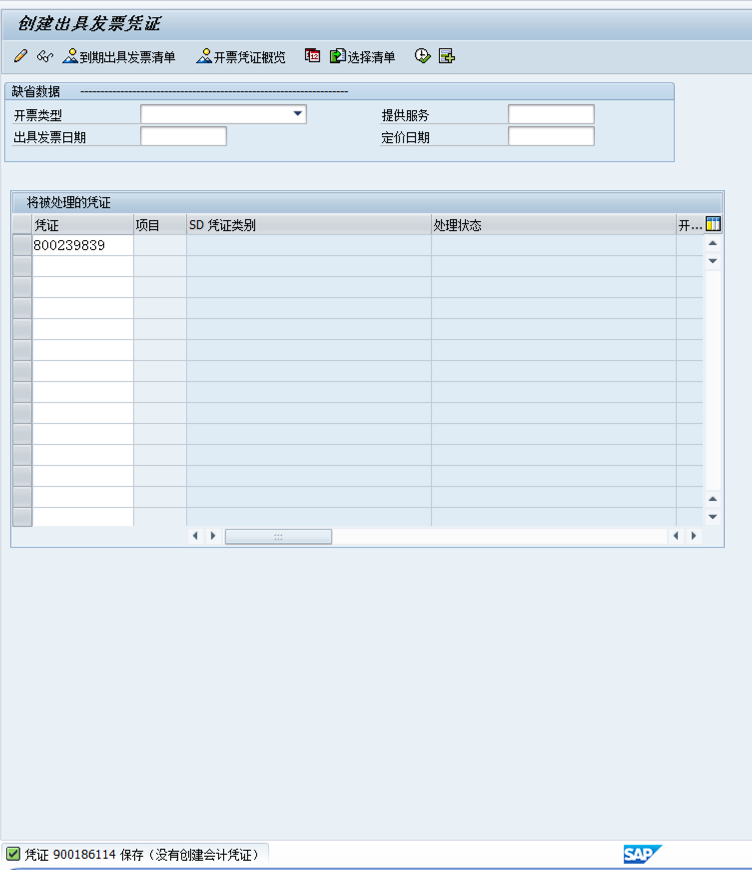 创建出具发票凭证
到期出具发票清单 开票凭证概览 12 选择清单
缺省数据
开票类型 提供服务
出具发票日期 定价日期
将被处理的凭证
凭证 项目 SD 凭证类别 处理状态 开...
800239839
凭证 900186114 保存（没有创建会计凭证） SAP